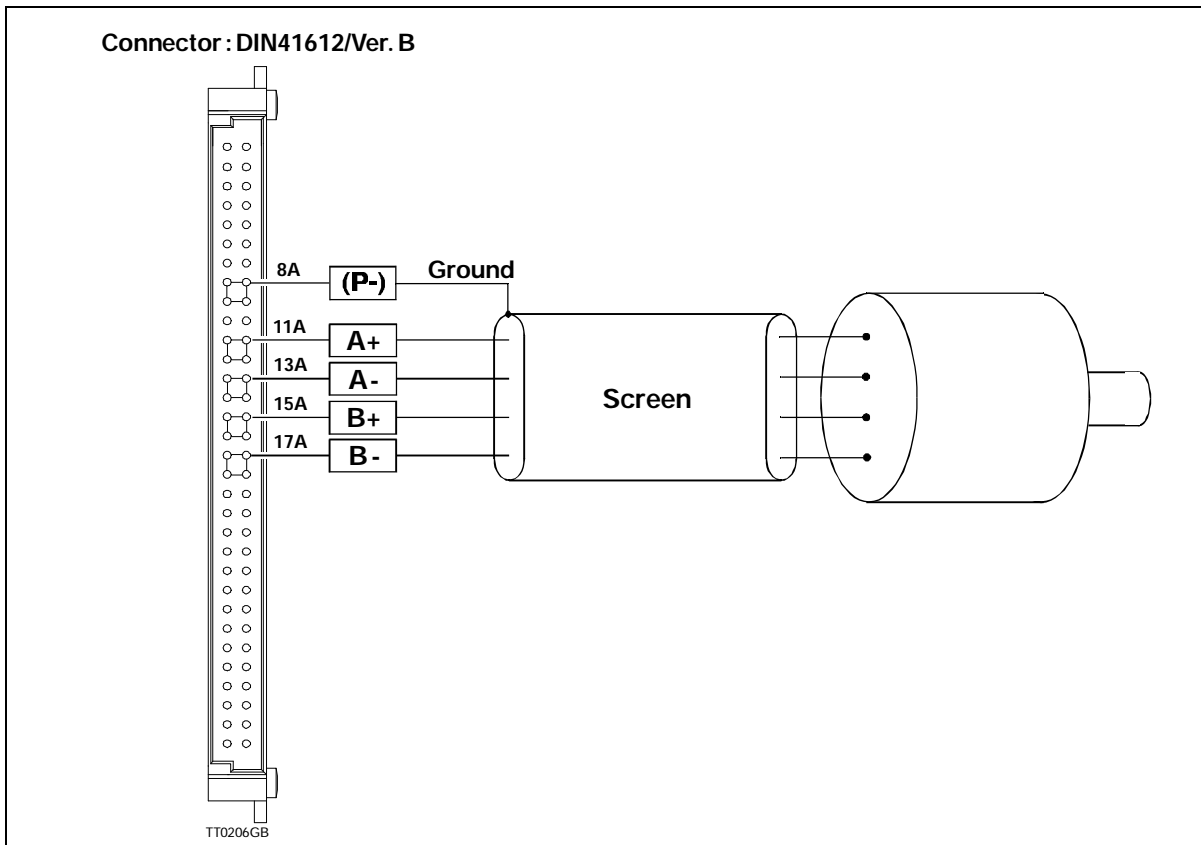 Connector: DIN41612/Ver. B
8A
(P-)
Ground
11A
A+
13A
A-
15A
B+
17A
B-
Screen
TT0206GB